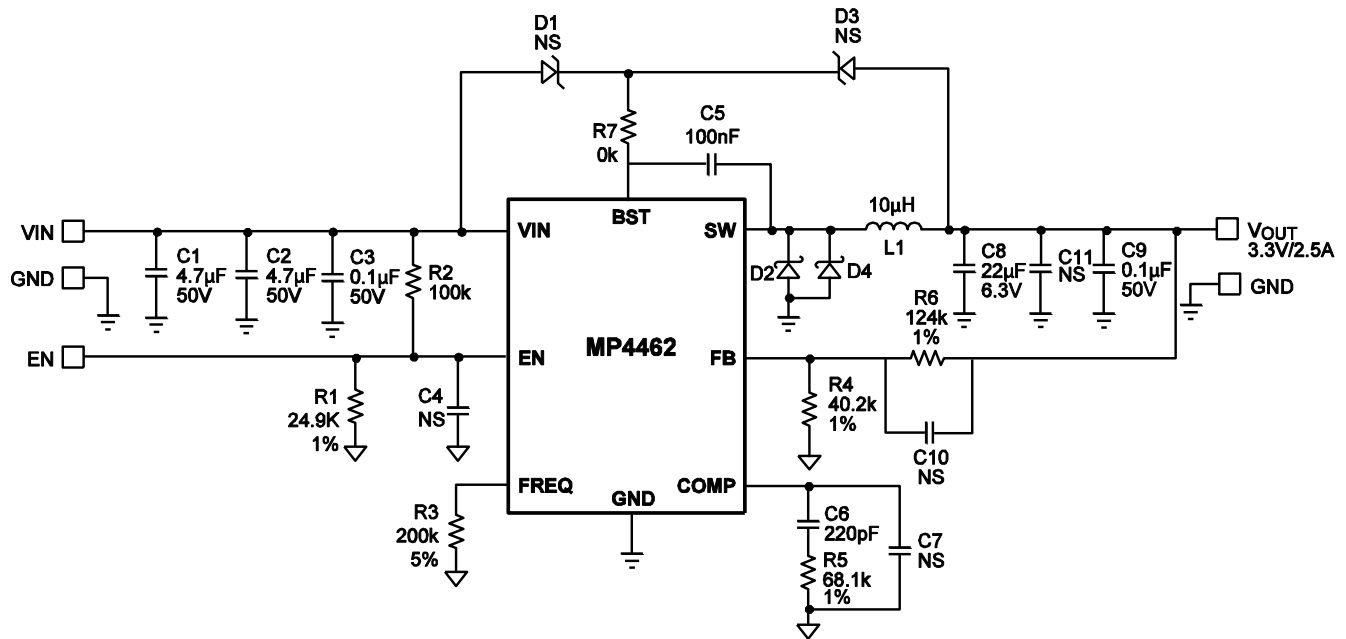 D1
NS
D3
NS
R7
0k
C5
100nF
VIN
GND
EN
C1
4.7µF
50V
C2
4.7µF
50V
C3
0.1µF
50V
R2
100k
R1
24.9K
1%
C4
NS
R3
200k
5%
VIN
BST
SW
EN
MP4462
FB
FREQ
GND
COMP
D2
D4
10µH
L1
C8
22µF
6.3V
C11
NS
C9
0.1µF
50V
VOUT
3.3V/2.5A
GND
R6
124k
1%
R4
40.2k
1%
C10
NS
C6
220pF
R5
68.1k
1%
C7
NS